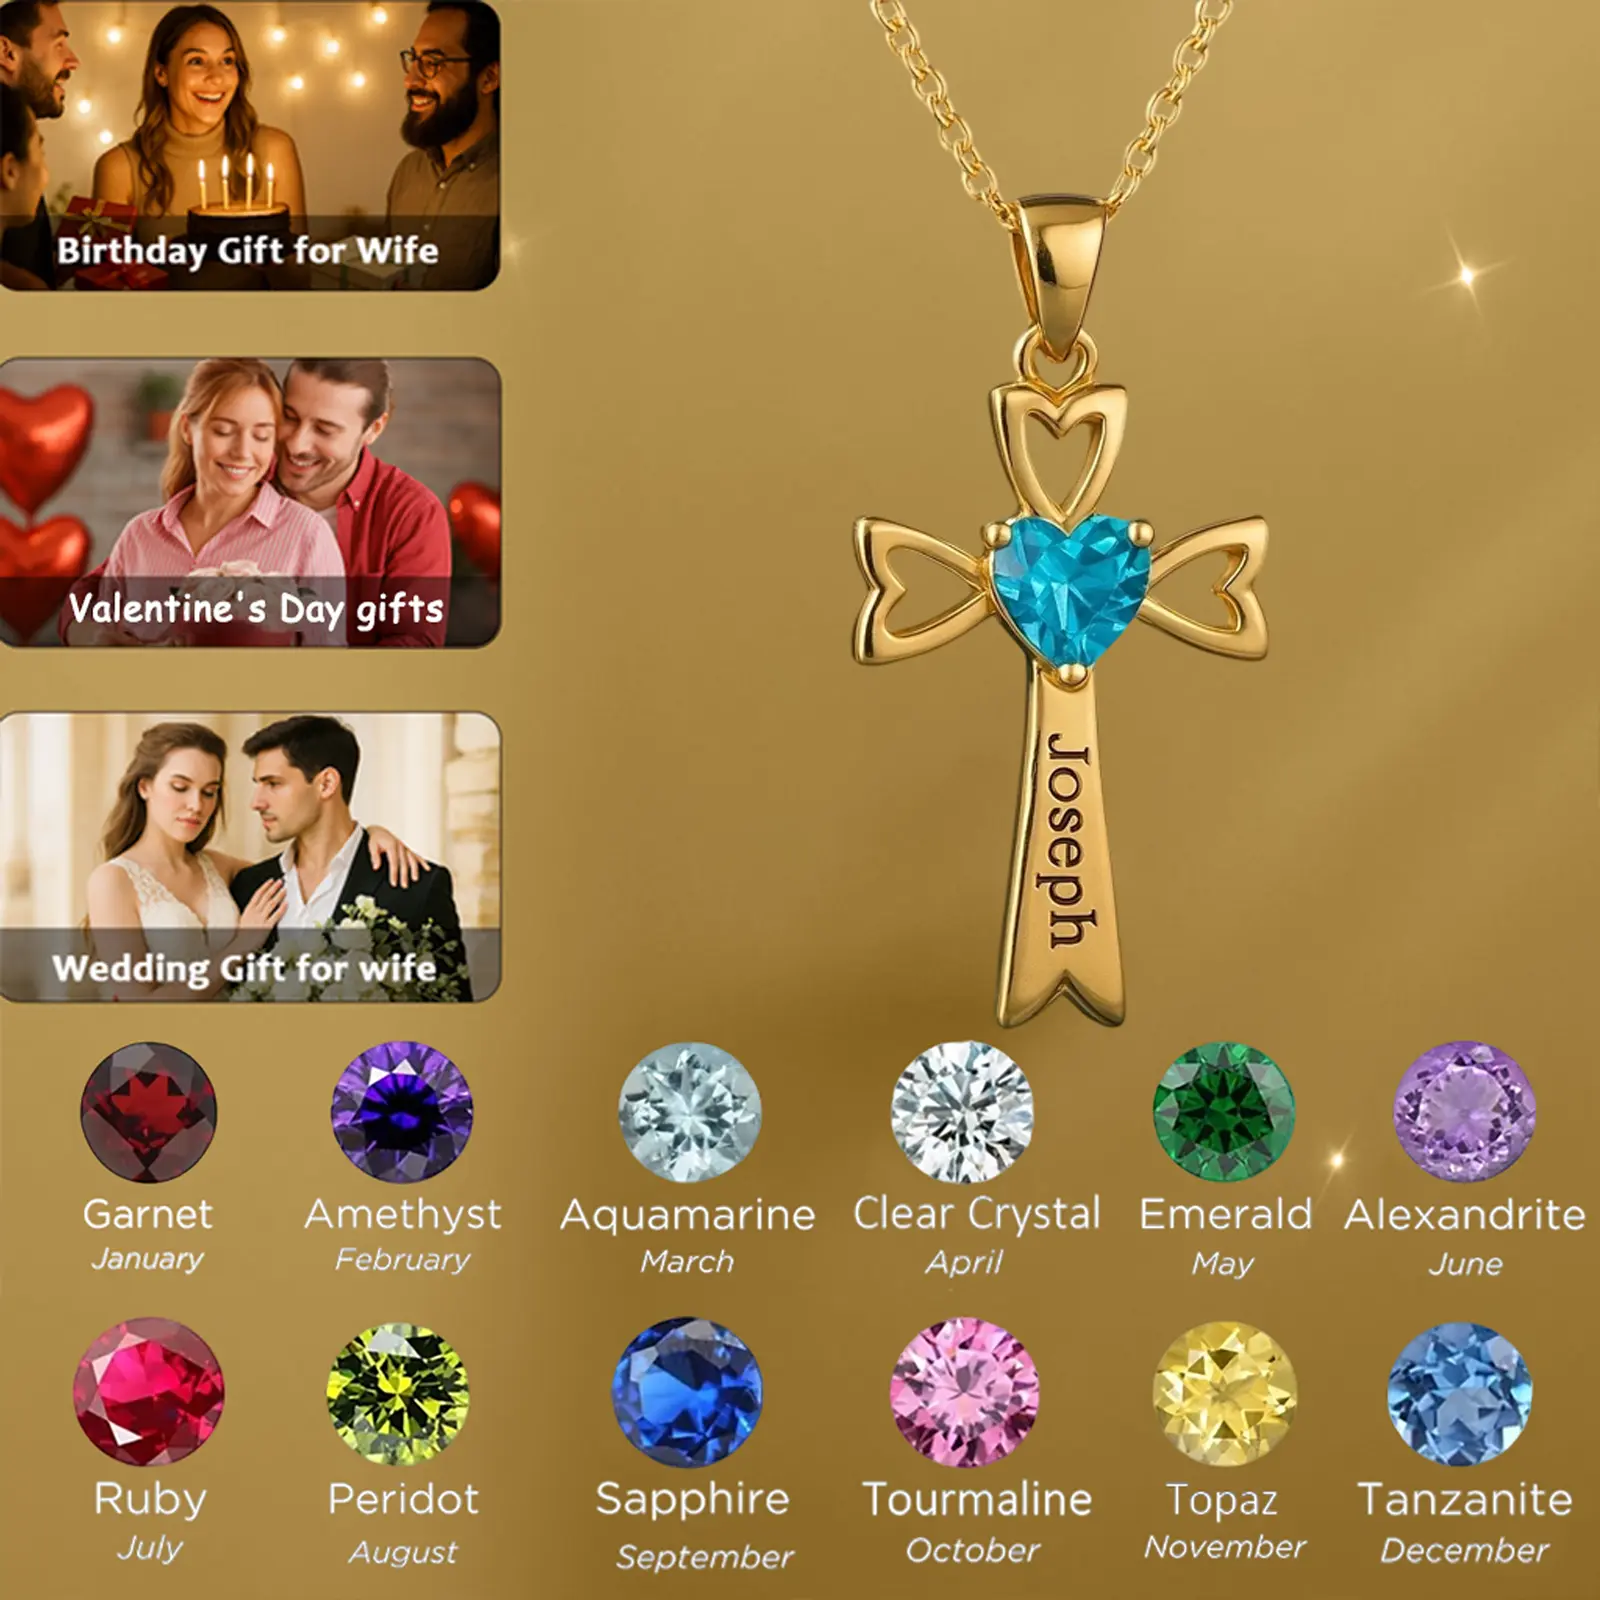 Birthday Gift for Wife
Valentine's Day gifts
Wedding Gift for wife
Joseph
Garnet
January
Amethyst
February
Aquamarine
March
Clear Crystal
April
Emerald
May
Alexandrite
June
Ruby
July
Peridot
August
Sapphire
September
Tourmaline
October
Topaz
November
Tanzanite
December